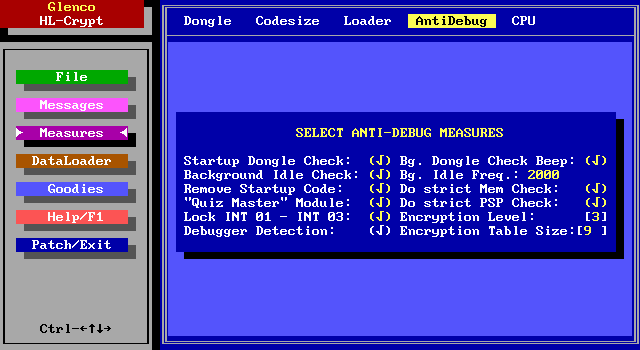 Glenco
HL-Crypt
Dongle Codesize Loader AntiDebug CPU
File
Messages
Measures
DataLoader
Goodies
Help/F1
Patch/Exit
Ctrl-←↑↓→
SELECT ANTI-DEBUG MEASURES
Startup Dongle Check: (√) Bg. Dongle Check Beep: (√)
Background Idle Check: (√) Bg. Idle Freq.: 2000
Remove Startup Code: (√) Do strict Mem Check: (√)
"Quiz Master" Module: (√) Do strict PSP Check: (√)
Lock INT 01 - INT 03: (√) Encryption Level: [3]
Debugger Detection: (√) Encryption Table Size:[9 ]